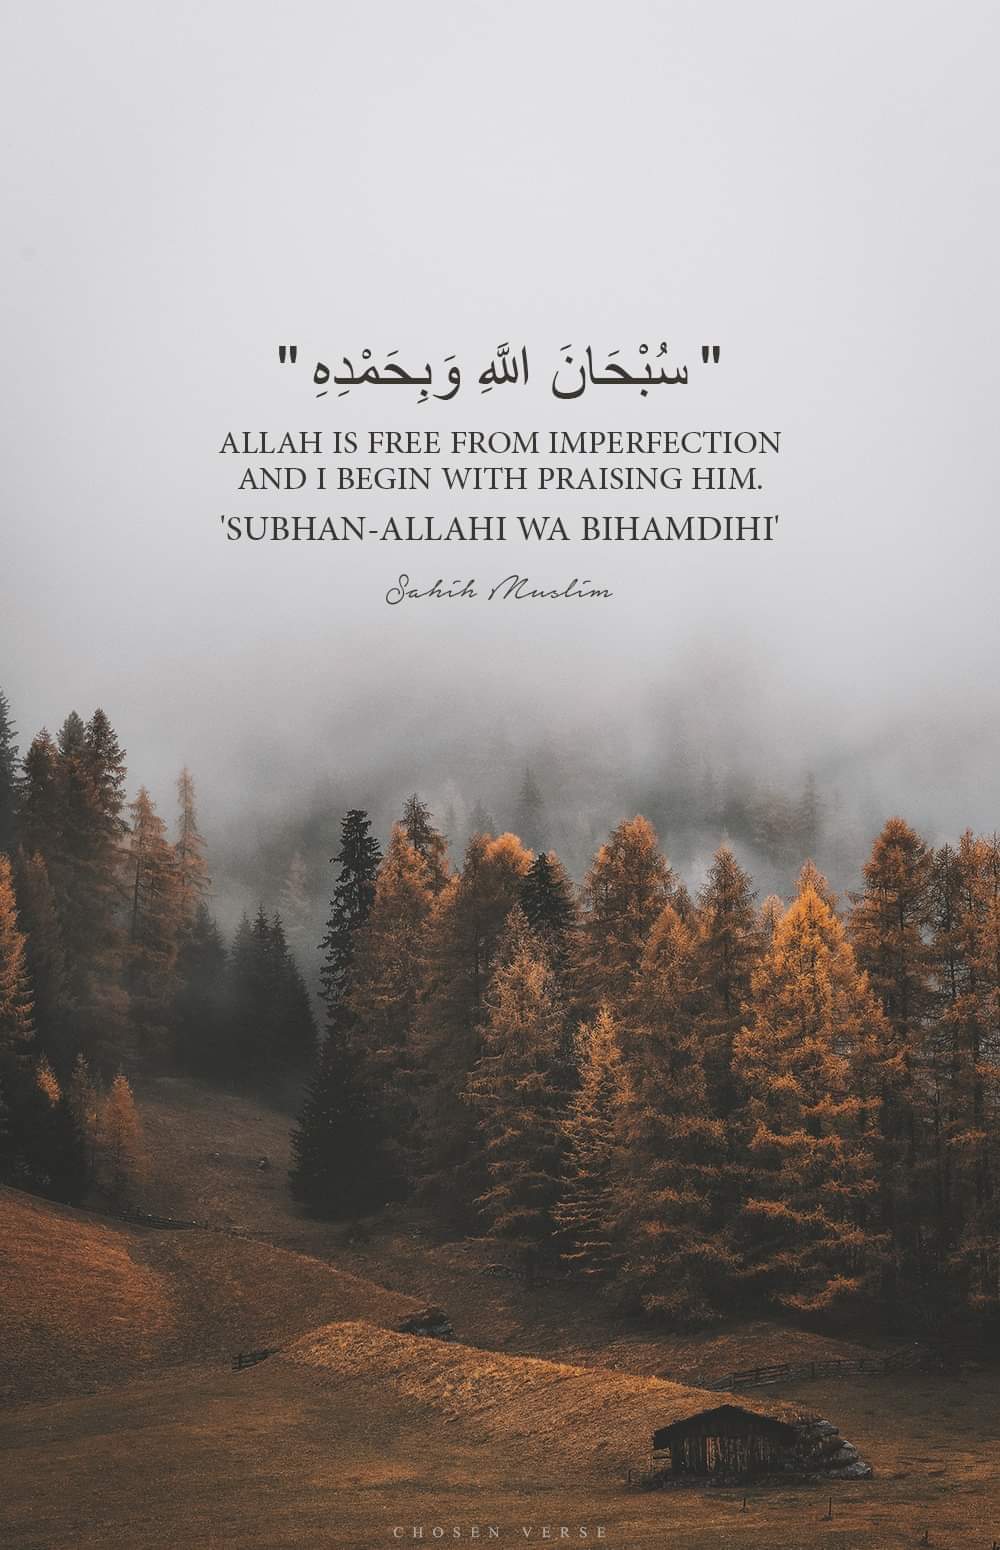 " سُبْحَانَ اللَّهِ وَبِحَمْدِهِ "
ALLAH IS FREE FROM IMPERFECTION
AND I BEGIN WITH PRAISING HIM.
'SUBHAN-ALLAHI WA BIHAMDIHI'
Sahih Muslim
CHOSEN VERSE